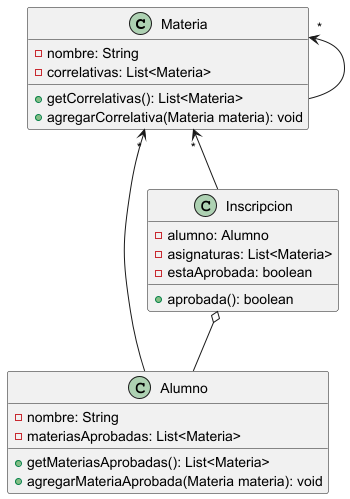 C Materia
*
nombre: String
correlativas: List<Materia>
getCorrelativas(): List<Materia>
agregarCorrelativa(Materia materia): void
* *
C Inscripcion
alumno: Alumno
asignaturas: List<Materia>
estaAprobada: boolean
aprobada(): boolean
C Alumno
nombre: String
materiasAprobadas: List<Materia>
getMateriasAprobadas(): List<Materia>
agregarMateriaAprobada(Materia materia): void